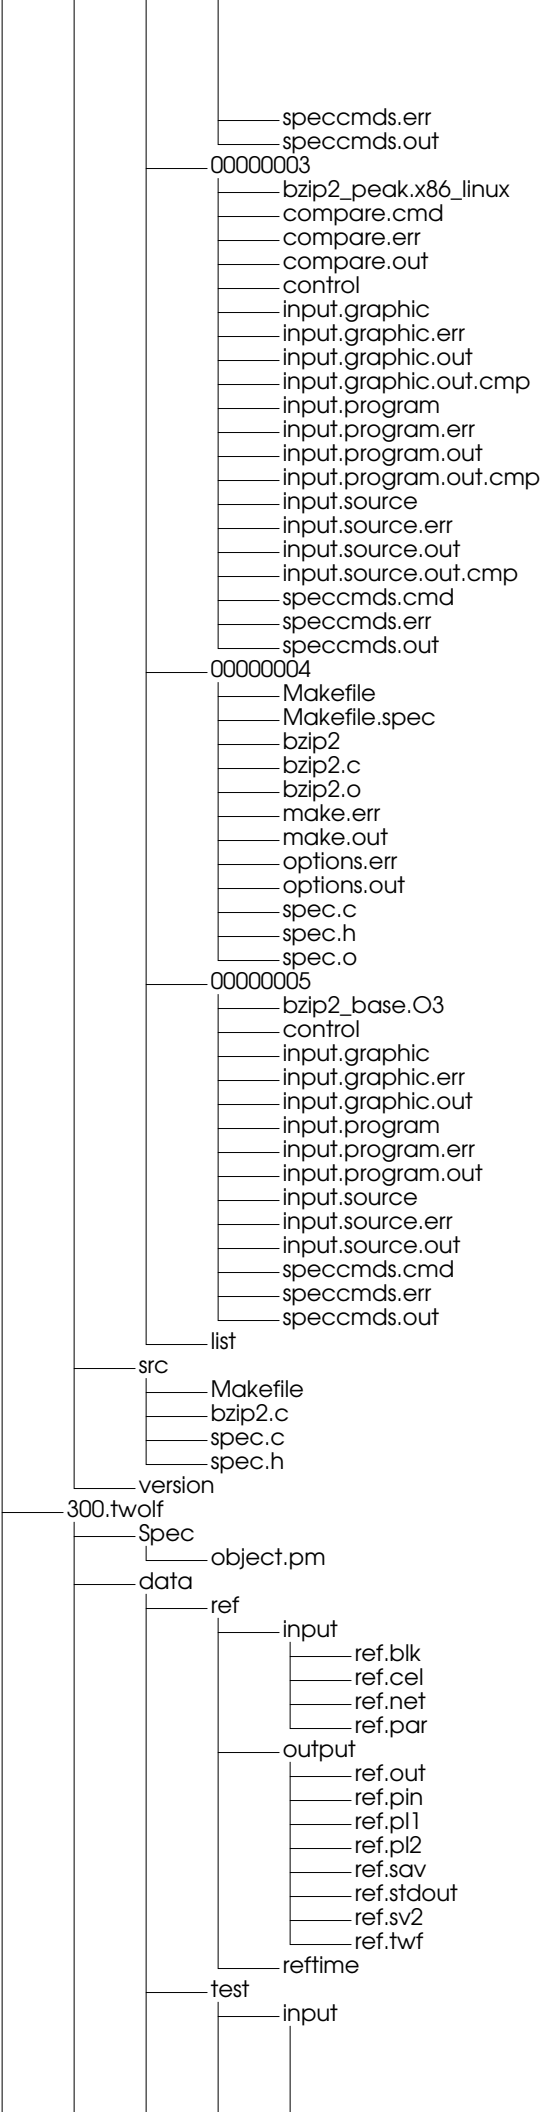 speccmds.err
speccmds.out
00000003
bzip2_peak.x86_linux
compare.cmd
compare.err
compare.out
control
input.graphic
input.graphic.err
input.graphic.out
input.graphic.out.cmp
input.program
input.program.err
input.program.out
input.program.out.cmp
input.source
input.source.err
input.source.out
input.source.out.cmp
speccmds.cmd
speccmds.err
speccmds.out
00000004
Makefile
Makefile.spec
bzip2
bzip2.c
bzip2.o
make.err
make.out
options.err
options.out
spec.c
spec.h
spec.o
00000005
bzip2_base.O3
control
input.graphic
input.graphic.err
input.graphic.out
input.program
input.program.err
input.program.out
input.source
input.source.err
input.source.out
speccmds.cmd
speccmds.err
speccmds.out
list
src
Makefile
bzip2.c
spec.c
spec.h
version
300.twolf
Spec
object.pm
data
ref
input
ref.blk
ref.cel
ref.net
ref.par
output
ref.out
ref.pin
ref.pl1
ref.pl2
ref.sav
ref.stdout
ref.sv2
ref.twf
reftime
test
input